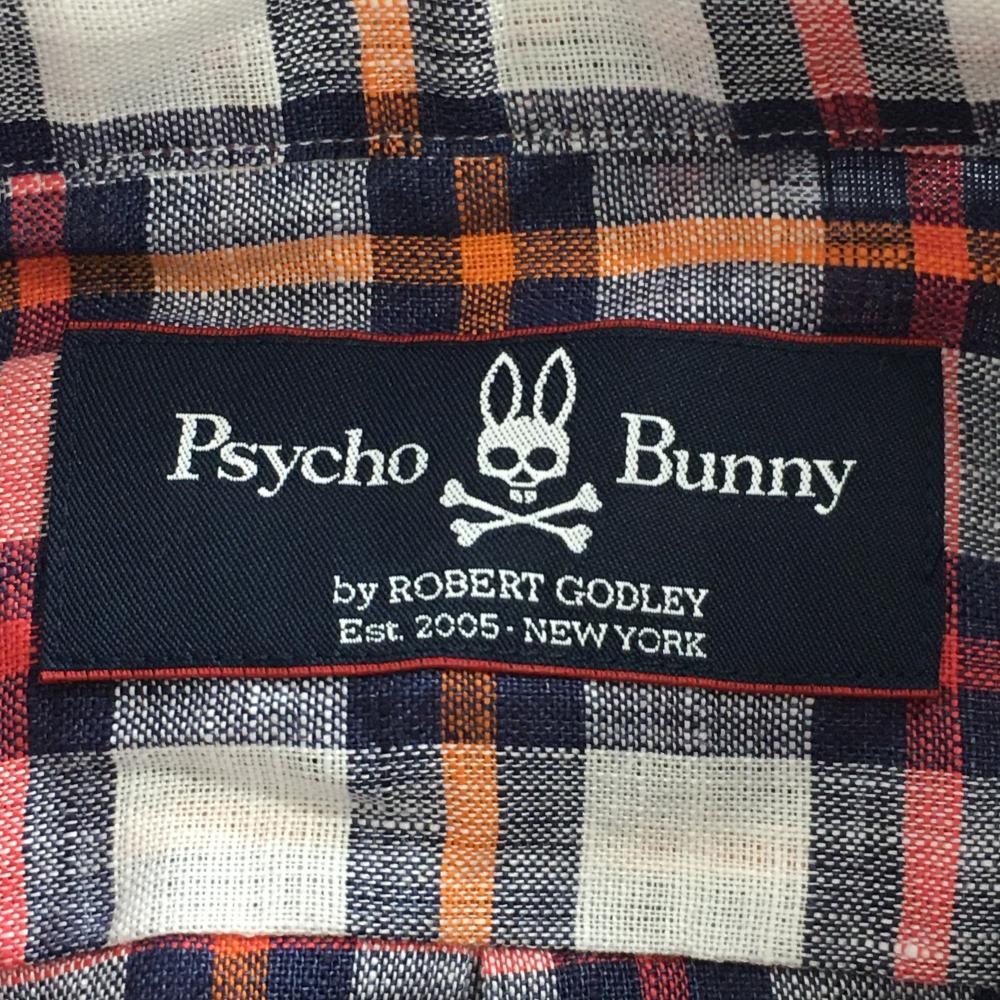 Psycho Bunny
by ROBERT GODLEY
Est. 2005 · NEW YORK